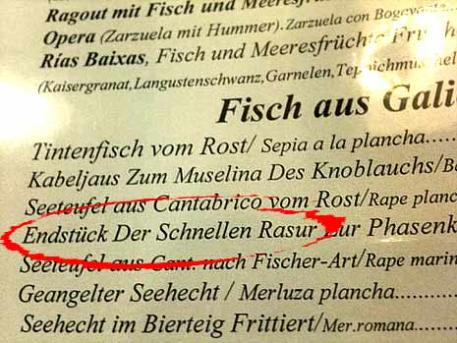 Ragout mit Fisch und Meeres
Opera (Zarzuela mit Hummer). Zarzuela con
Rías Baixas, Fisch und Meeresfrüchte
(Kaisergranat,Langustenschwanz,Garnelen,
Fisch aus Gali
Tintenfisch vom Rost/ Sepia a la plancha
Kabeljaus Zum Muselina Des Knoblauchs/Ba
Seeteufel aus Cantabrico vom Rost/Rape planc
Endstück Der Schnellen Rasur Zur Phasenk
Seeteufel aus Cant. nach Fischer-Art/Rape marin
Geangelter Seehecht / Merluza plancha.....
Seehecht im Bierteig Frittiert/Mer.romana....